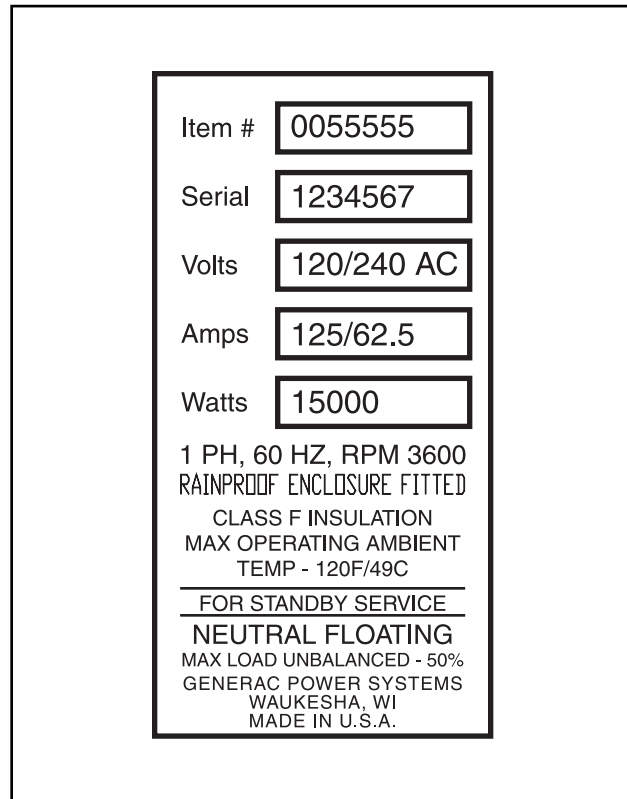 Item # 0055555
Serial 1234567
Volts 120/240 AC
Amps 125/62.5
Watts 15000
1 PH, 60 HZ, RPM 3600
RAINPROOF ENCLOSURE FITTED
CLASS F INSULATION
MAX OPERATING AMBIENT
TEMP - 120F/49C
FOR STANDBY SERVICE
NEUTRAL FLOATING
MAX LOAD UNBALANCED - 50%
GENERAC POWER SYSTEMS
WAUKESHA, WI
MADE IN U.S.A.